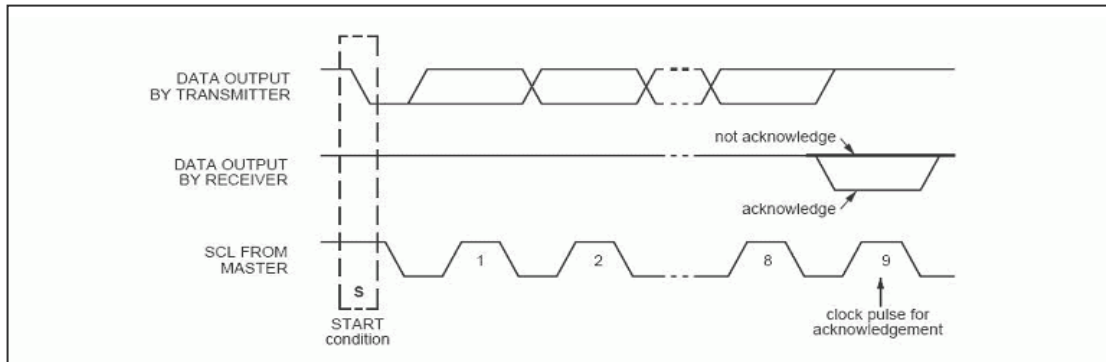 DATA OUTPUT
BY TRANSMITTER
not acknowledge
DATA OUTPUT
BY RECEIVER
acknowledge
SCL FROM
MASTER
1
2
8
9
S
START
condition
clock pulse for
acknowledgement